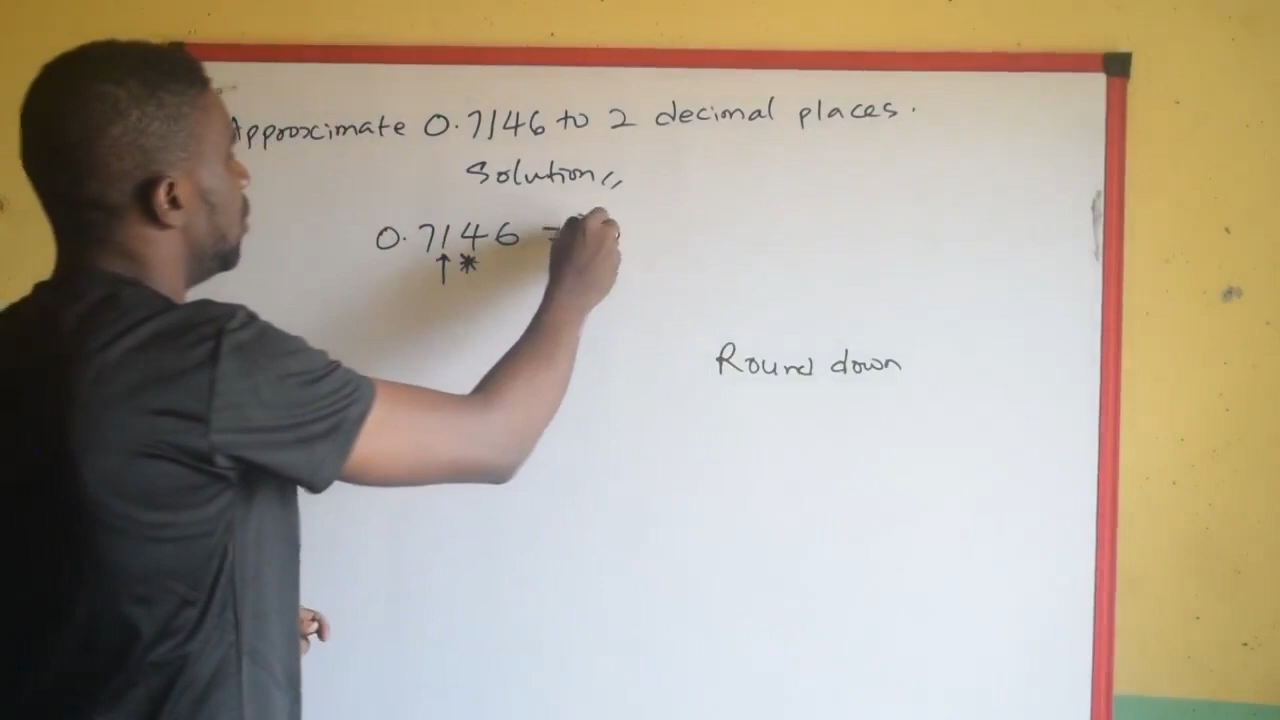 Approximate 0.7146 to 2 decimal places.
Solution,,
0.7146 =
↑ *
Round down